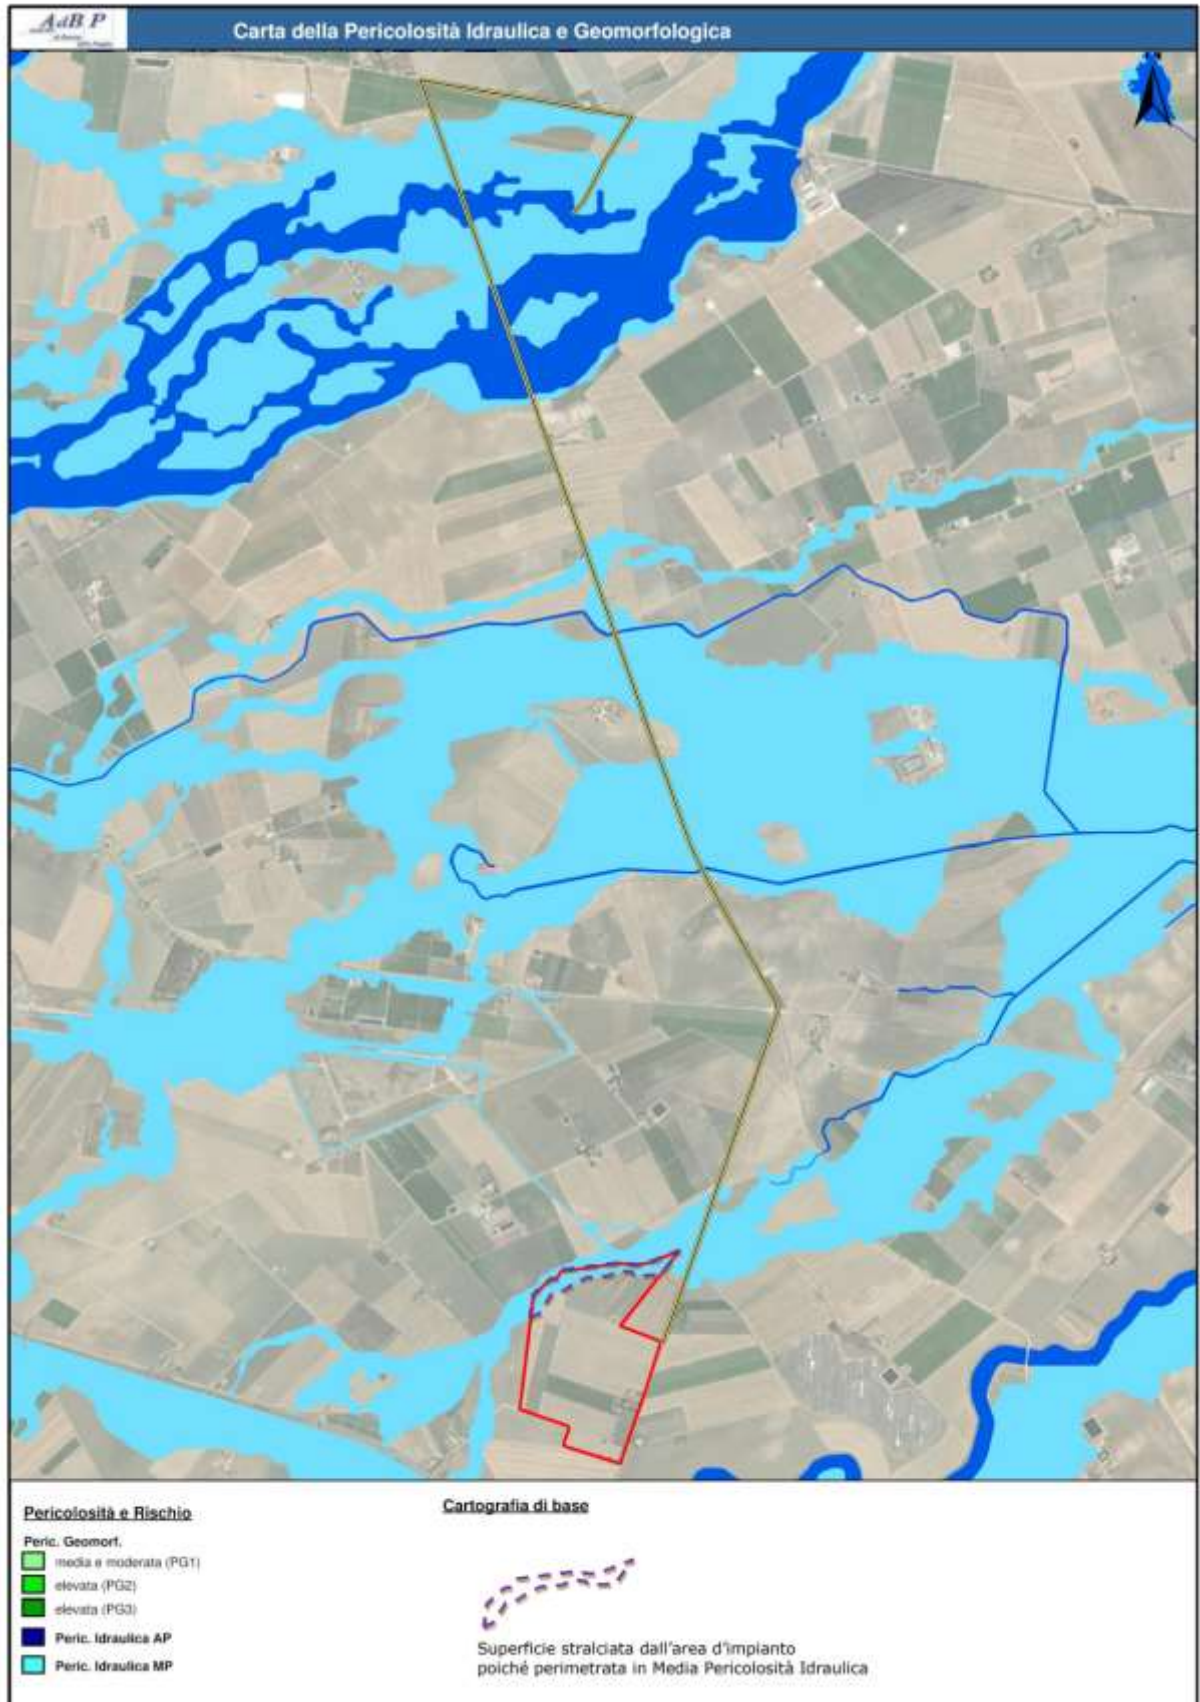 AdB P
Carta della Pericolosità Idraulica e Geomorfologica
Pericolosità e Rischio
Peric. Geomorf.
media e moderata (PG1)
elevata (PG2)
elevata (PG3)
Peric. Idraulica AP
Peric. Idraulica MP
Cartografia di base
Superficie stralciata dall'area d'impianto
poiché perimetrata in Media Pericolosità Idraulica